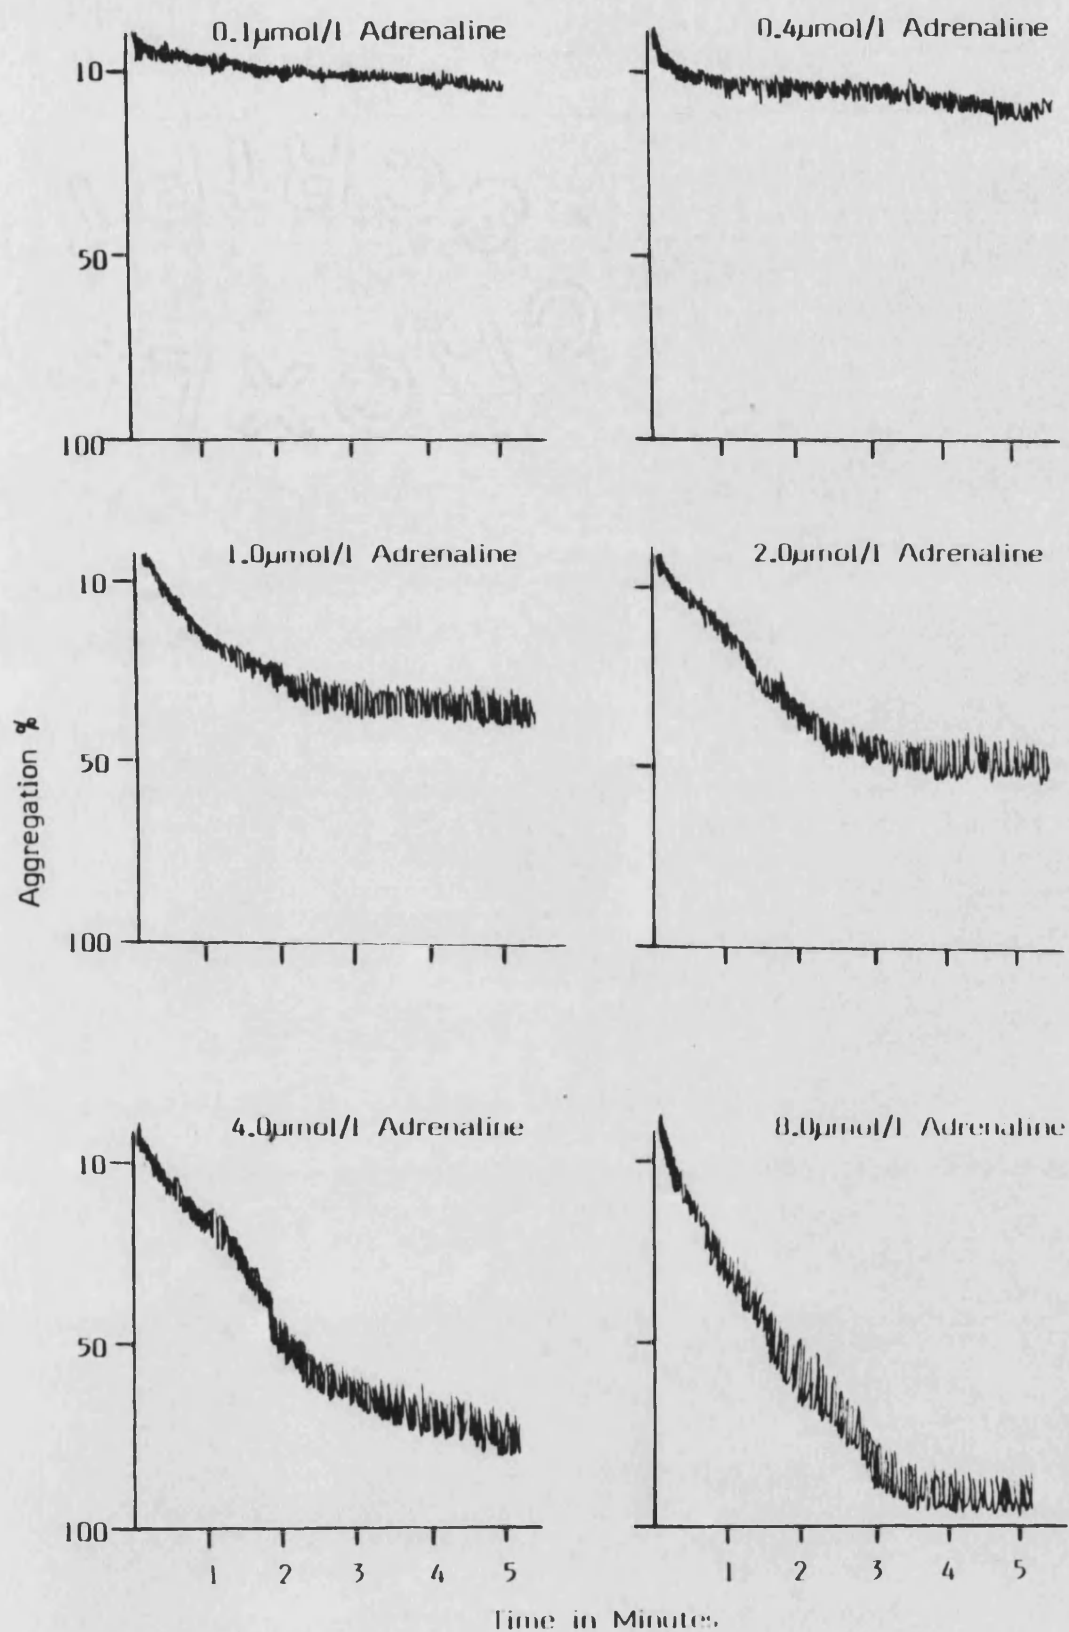 0.1µmol/l Adrenaline
0.4µmol/l Adrenaline
10
50
100
1.0µmol/l Adrenaline
2.0µmol/l Adrenaline
10
50
100
Aggregation %
4.0µmol/l Adrenaline
8.0µmol/l Adrenaline
10
50
100
1 2 3 4 5
1 2 3 4 5
Time in Minutes